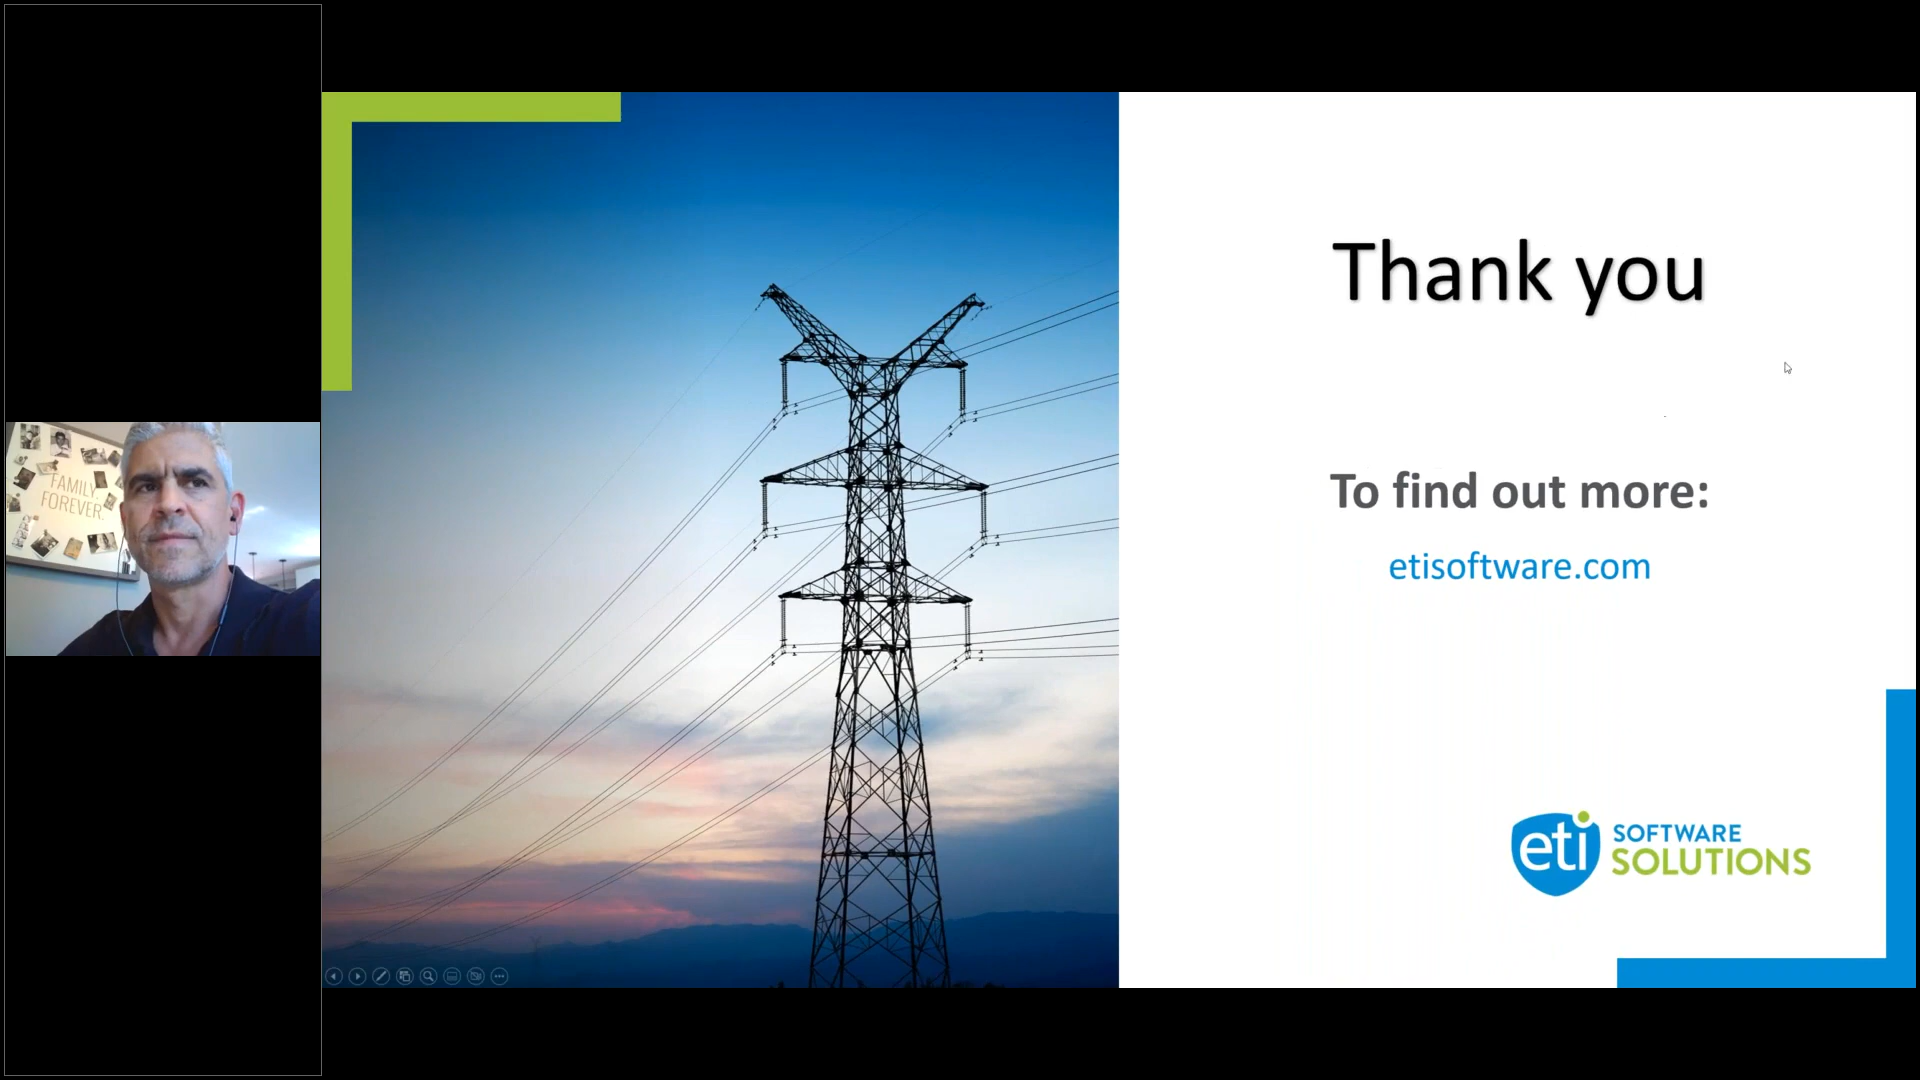 FAMILY.
FOREVER.
Thank you
To find out more:
etisoftware.com
eti SOFTWARE
SOLUTIONS